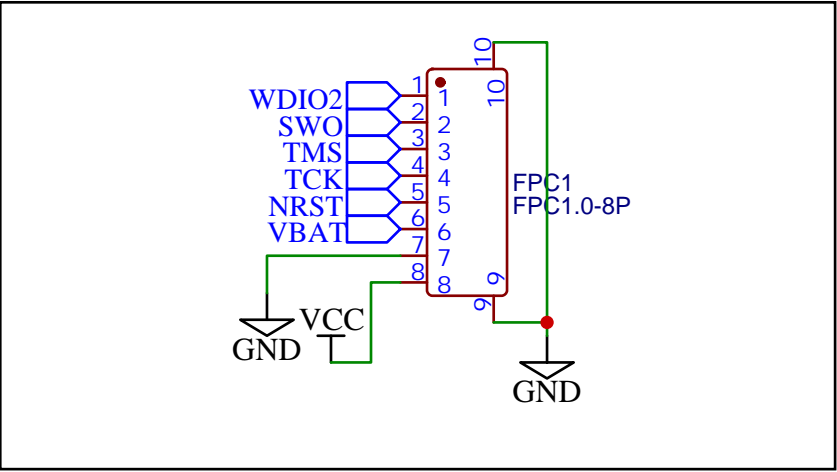 10
WDIO2 1 1 10
SWO 2 2
TMS 3 3
TCK 4 4
FPC1
NRST 5 5
FPC1.0-8P
VBAT 6 6
7 7
8 8 9
9
VCC
GND
GND